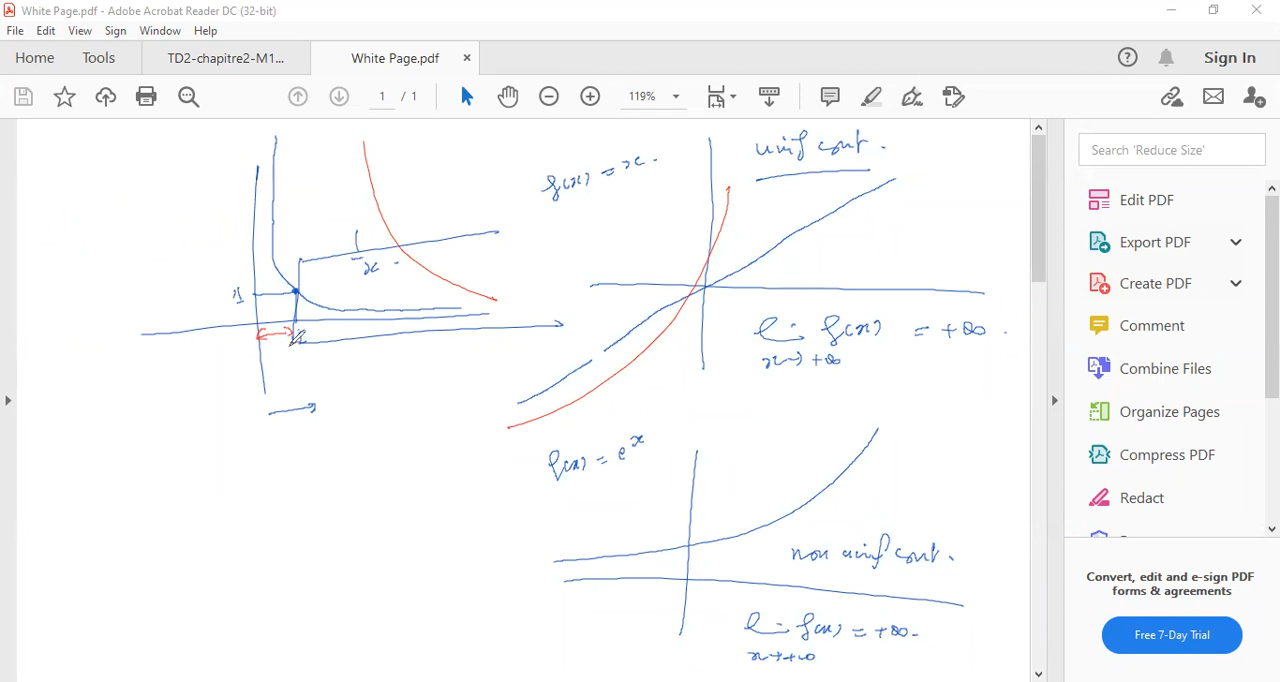 White Page.pdf - Adobe Acrobat Reader DC (32-bit)
File Edit View Sign Window Help
Home Tools TD2-chapitre2-M1... White Page.pdf × Sign In
1 / 1 119%
Search 'Reduce Size'
Edit PDF
Export PDF
Create PDF
Comment
Combine Files
Organize Pages
Compress PDF
Redact
Convert, edit and e-sign PDF
forms & agreements
Free 7-Day Trial
x.
1
f(x) = x.
unif cont.
lim f(x) = +∞.
x→+∞
f(x) = e^x
non unif cont.
lim f(x) = +∞.
x→+∞